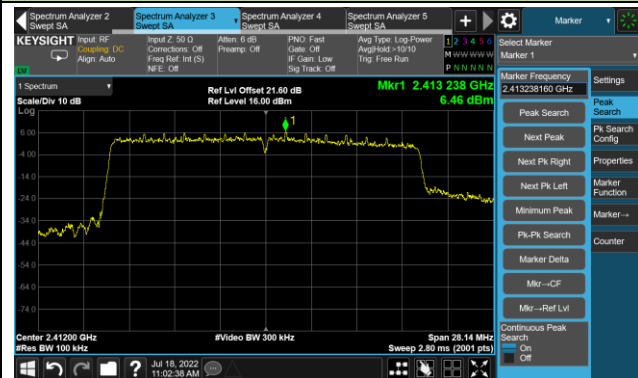 Spectrum Analyzer 2
Swept SA
Spectrum Analyzer 3
Swept SA
Spectrum Analyzer 4
Swept SA
Spectrum Analyzer 5
Swept SA
+
Marker
KEYSIGHT
Input: RF
Coupling: DC
Align: Auto
Input Z: 50 Ω
Corrections: Off
Freq Ref: Int (S)
NFE: Off
Atten: 6 dB
Preamp: Off
PNO: Fast
Gate: Off
IF Gain: Low
Sig Track: Off
Avg Type: Log-Power
Avg|Hold:>10/10
Trig: Free Run
1 2 3 4 5 6
M W W W W W
P N N N N N
LXI
Select Marker
Marker 1
1 Spectrum
Scale/Div 10 dB
Ref Lvl Offset 21.60 dB
Ref Level 16.00 dBm
Mkr1 2.413 238 GHz
6.46 dBm
Log
1
6.00
-4.00
-14.0
-24.0
-34.0
-44.0
-54.0
-64.0
-74.0
Center 2.41200 GHz
#Res BW 100 kHz
#Video BW 300 kHz
Span 28.14 MHz
Sweep 2.80 ms (2001 pts)
Marker Frequency
2.413238160 GHz
Peak Search
Next Peak
Next Pk Right
Next Pk Left
Minimum Peak
Pk-Pk Search
Marker Delta
Mkr→CF
Mkr→Ref Lvl
Continuous Peak
Search
On
Off
Settings
Peak
Search
Pk Search
Config
Properties
Marker
Function
Marker→
Counter
?
Jul 18, 2022
11:02:38 AM